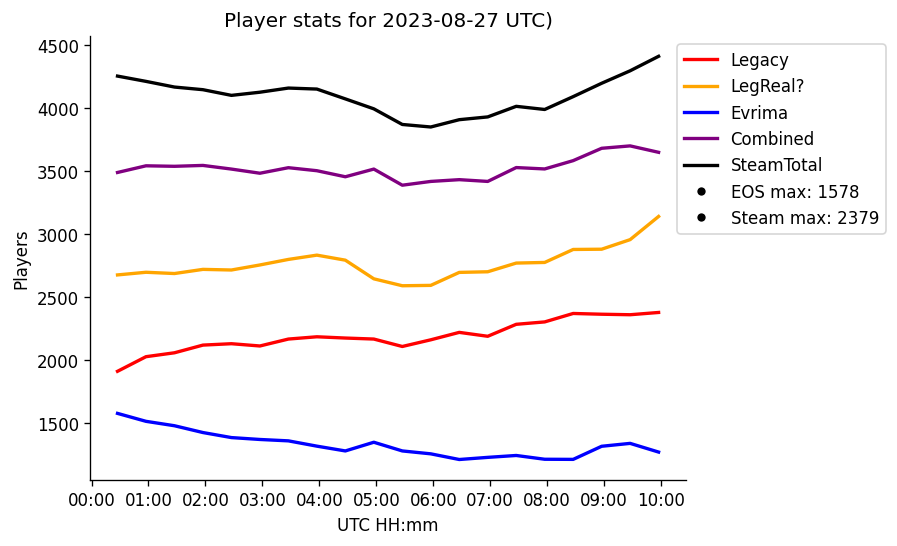 Player stats for 2023-08-27 UTC)
4500
4000
3500
3000
2500
2000
1500
Players
00:00 01:00 02:00 03:00 04:00 05:00 06:00 07:00 08:00 09:00 10:00
UTC HH:mm
Legacy
LegReal?
Evrima
Combined
SteamTotal
EOS max: 1578
Steam max: 2379